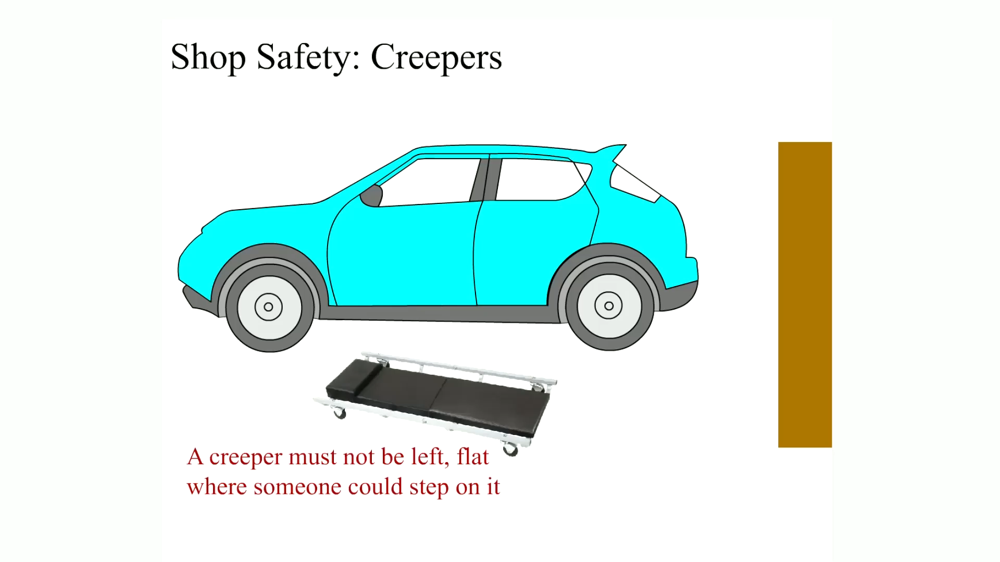 Shop Safety: Creepers
A creeper must not be left, flat
where someone could step on it